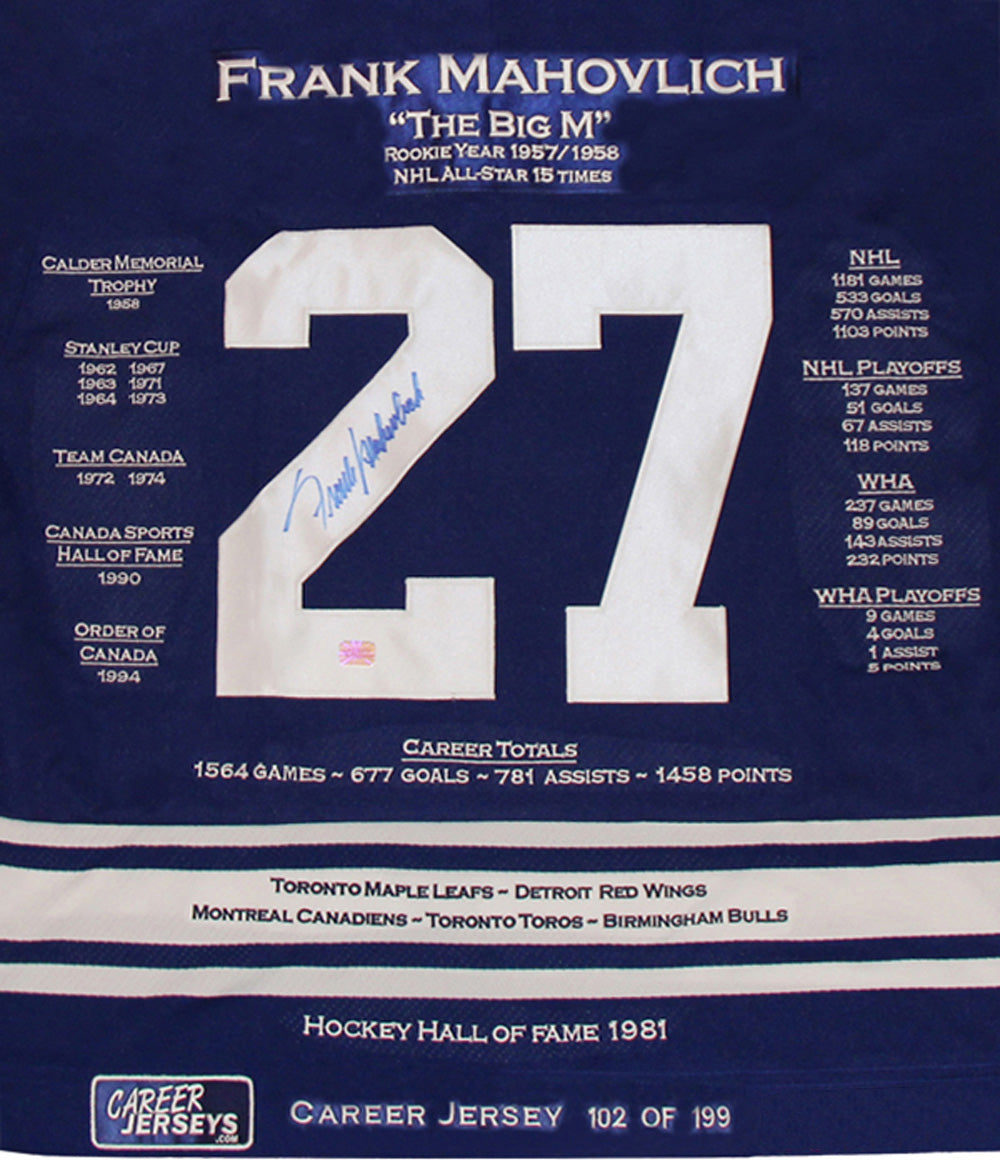 FRANK MAHOVLICH
“THE BIG M”
ROOKIE YEAR 1957/1958
NHL ALL-STAR 15 TIMES
27
CALDER MEMORIAL
TROPHY
1958
STANLEY CUP
1962 1967
1963 1971
1964 1973
TEAM CANADA
1972 1974
CANADA SPORTS
HALL OF FAME
1990
ORDER OF
CANADA
1994
Frank Mahovlich
NHL
1181 GAMES
533 GOALS
570 ASSISTS
1103 POINTS
NHL PLAYOFFS
137 GAMES
51 GOALS
67 ASSISTS
118 POINTS
WHA
237 GAMES
89 GOALS
143 ASSISTS
232 POINTS
WHA PLAYOFFS
9 GAMES
4 GOALS
1 ASSIST
5 POINTS
CAREER TOTALS
1564 GAMES ~ 677 GOALS ~ 781 ASSISTS ~ 1458 POINTS
TORONTO MAPLE LEAFS ~ DETROIT RED WINGS
MONTREAL CANADIENS ~ TORONTO TOROS ~ BIRMINGHAM BULLS
HOCKEY HALL OF FAME 1981
CAREER
JERSEYS
.COM
CAREER JERSEY 102 OF 199